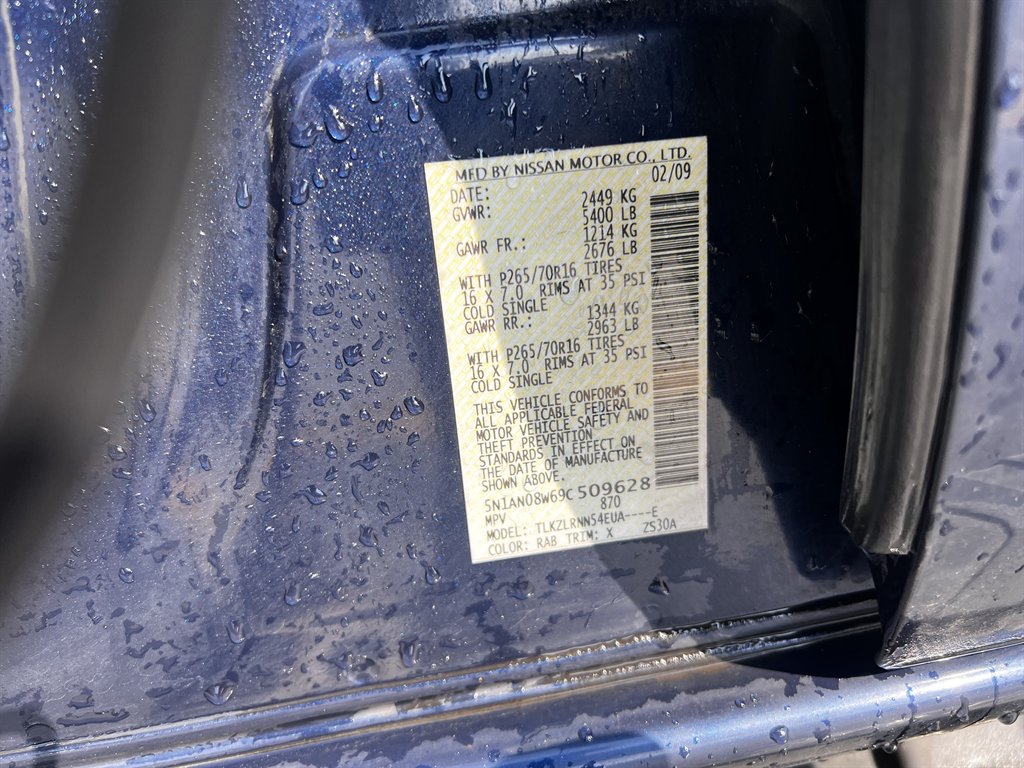 MFD BY NISSAN MOTOR CO., LTD.
DATE: 02/09
GVWR: 2449 KG
5400 LB
GAWR FR.: 1214 KG
2676 LB
WITH P265/70R16 TIRES
16 X 7.0 RIMS AT 35 PSI
COLD SINGLE
GAWR RR.: 1344 KG
2963 LB
WITH P265/70R16 TIRES
16 X 7.0 RIMS AT 35 PSI
COLD SINGLE
THIS VEHICLE CONFORMS TO
ALL APPLICABLE FEDERAL
MOTOR VEHICLE SAFETY AND
THEFT PREVENTION
STANDARDS IN EFFECT ON
THE DATE OF MANUFACTURE
SHOWN ABOVE.
5N1AN08W69C509628
MPV 870
MODEL: TLKZLRNN54EUA----E
COLOR: RAB TRIM: X ZS30A